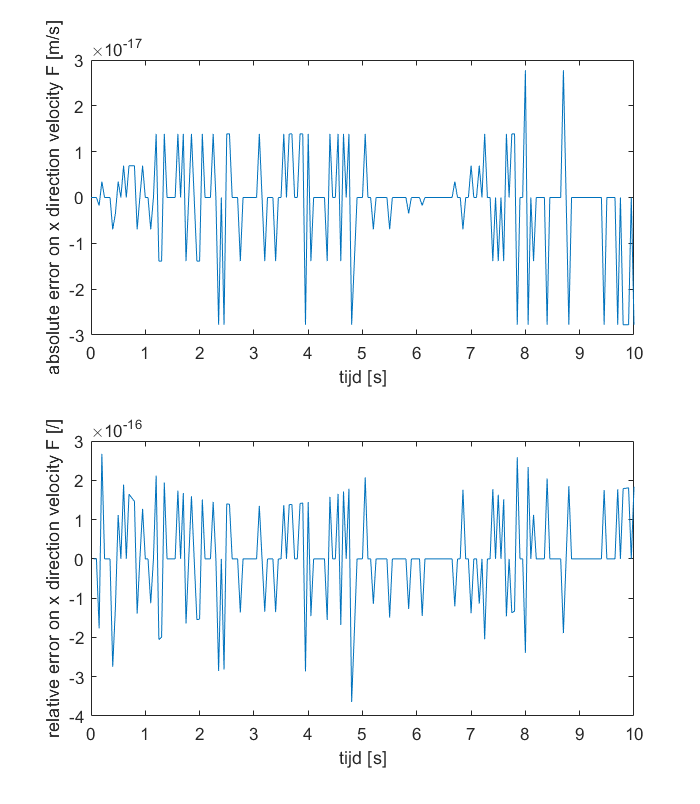 ×10-17
absolute error on x direction velocity F [m/s]
3
2
1
0
-1
-2
-3
0 1 2 3 4 5 6 7 8 9 10
tijd [s]
×10-16
relative error on x direction velocity F [/]
3
2
1
0
-1
-2
-3
-4
0 1 2 3 4 5 6 7 8 9 10
tijd [s]